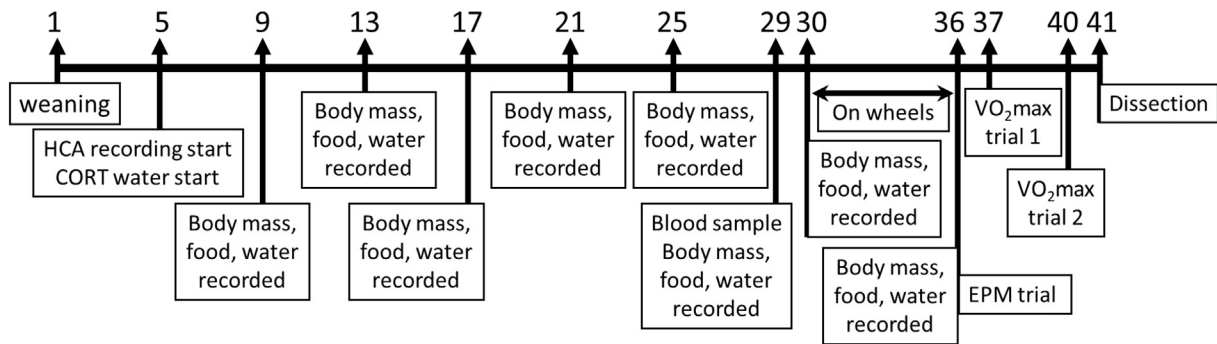 1 5 9 13 17 21 25 29 30 36 37 40 41
weaning
HCA recording start
CORT water start
Body mass,
food, water
recorded
Body mass,
food, water
recorded
Body mass,
food, water
recorded
Body mass,
food, water
recorded
Body mass,
food, water
recorded
Blood sample
Body mass,
food, water
recorded
On wheels
Body mass,
food, water
recorded
Body mass,
food, water
recorded
EPM trial
VO₂max
trial 1
VO₂max
trial 2
Dissection